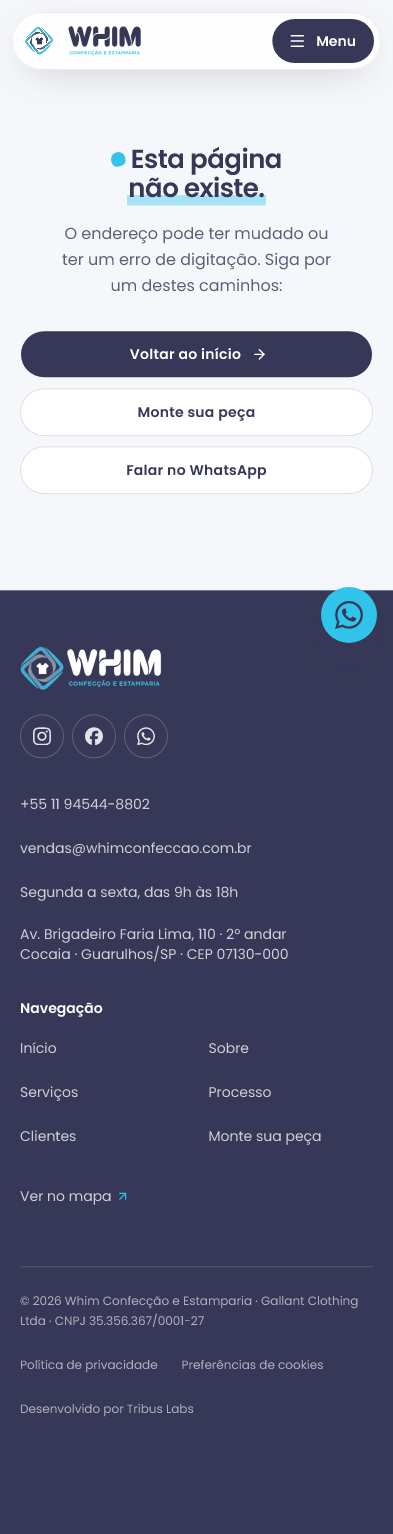 WHIM
CONFECÇÃO E ESTAMPARIA
Menu
Esta página
não existe.
O endereço pode ter mudado ou
ter um erro de digitação. Siga por
um destes caminhos:
Voltar ao início
Monte sua peça
Falar no WhatsApp
WHIM
CONFECÇÃO E ESTAMPARIA
+55 11 94544-8802
vendas@whimconfeccao.com.br
Segunda a sexta, das 9h às 18h
Av. Brigadeiro Faria Lima, 110 · 2º andar
Cocaia · Guarulhos/SP · CEP 07130-000
Navegação
Início
Sobre
Serviços
Processo
Clientes
Monte sua peça
Ver no mapa
© 2026 Whim Confecção e Estamparia · Gallant Clothing
Ltda · CNPJ 35.356.367/0001-27
Política de privacidade
Preferências de cookies
Desenvolvido por Tribus Labs